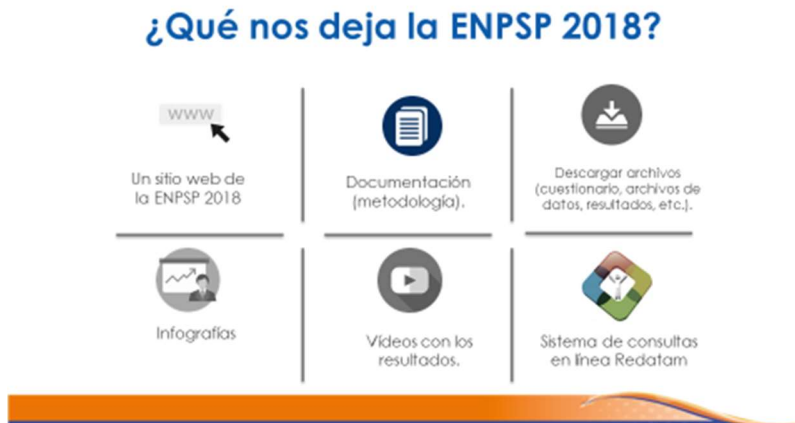 ¿Qué nos deja la ENPSP 2018?
www
Un sitio web de
la ENPSP 2018
Documentación
(metodología).
Descargar archivos
(cuestionario, archivos de
datos, resultados, etc.).
Infografías
Vídeos con los
resultados.
Sistema de consultas
en línea Redatam